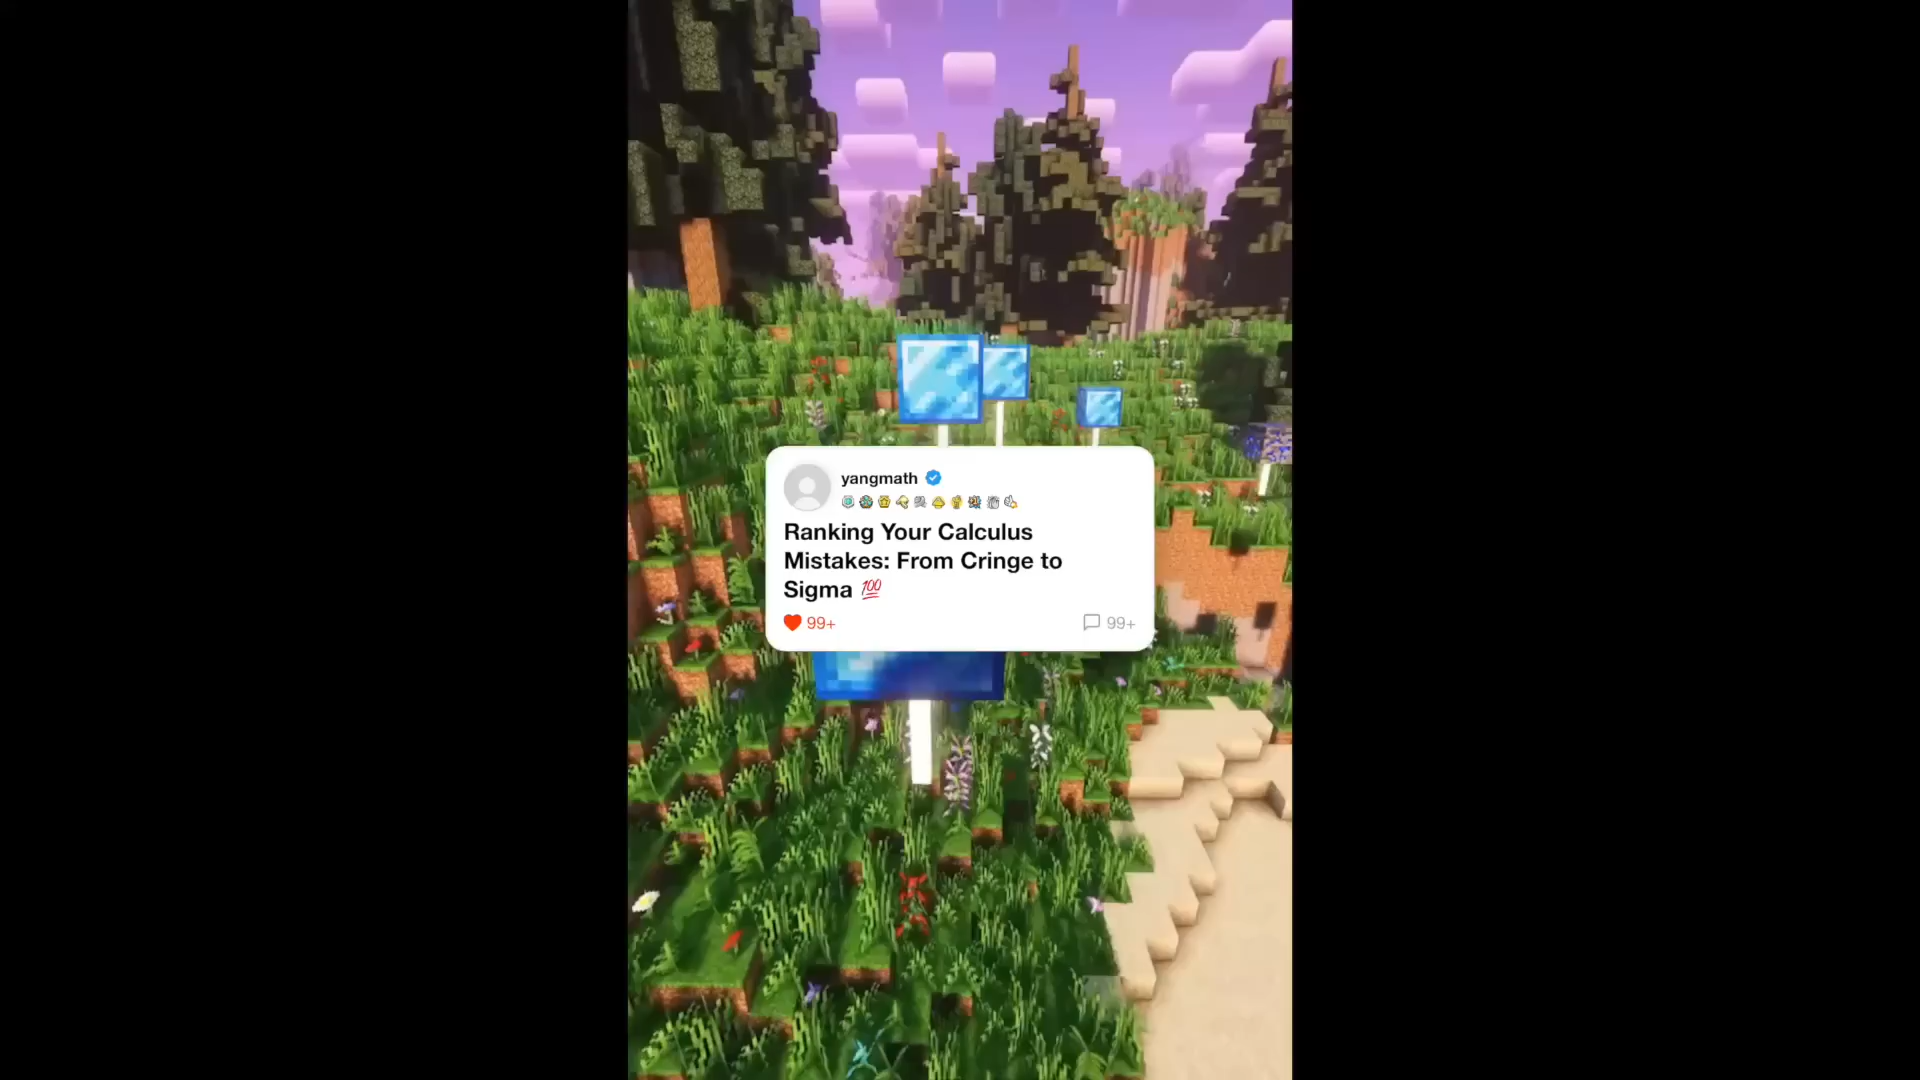 yangmath
Ranking Your Calculus
Mistakes: From Cringe to
Sigma 💯
99+
99+